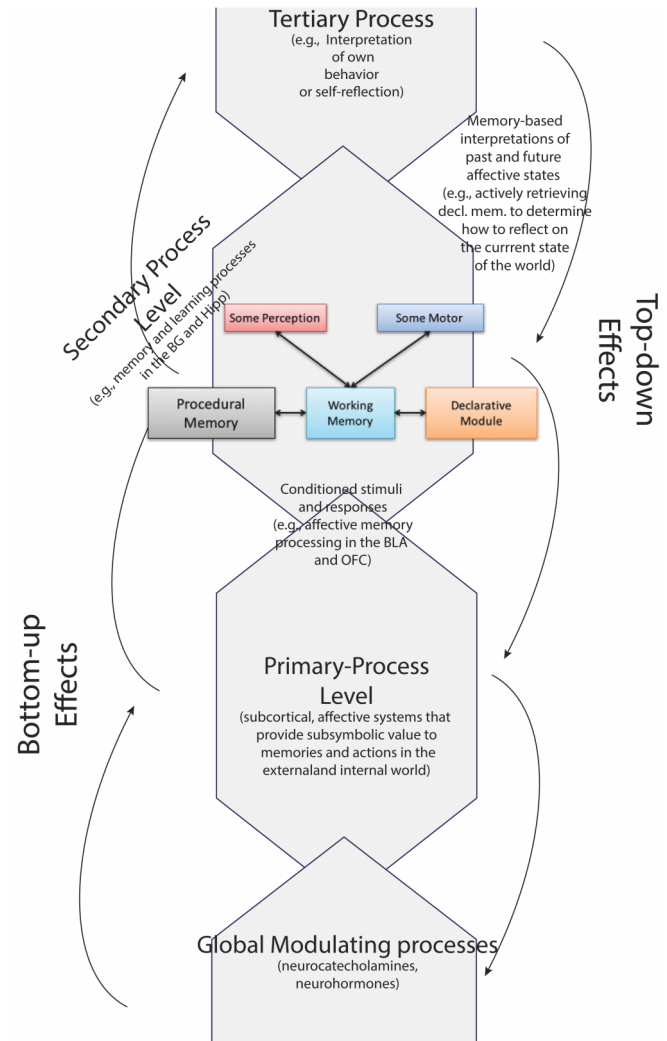 Tertiary Process
(e.g., Interpretation
of own
behavior
or self-reflection)
Memory-based
interpretations of
past and future
affective states
(e.g., actively retrieving
decl. mem. to determine
how to reflect on
the currrent state
of the world)
Secondary Process
Level
(e.g., memory and learning processes
in the BG and Hipp)
Top-down
Effects
Some Perception
Some Motor
Procedural
Memory
Working
Memory
Declarative
Module
Conditioned stimuli
and responses
(e.g., affective memory
processing in the BLA
and OFC)
Bottom-up
Effects
Primary-Process
Level
(subcortical, affective systems that
provide subsymbolic value to
memories and actions in the
externaland internal world)
Global Modulating processes
(neurocatecholamines,
neurohormones)